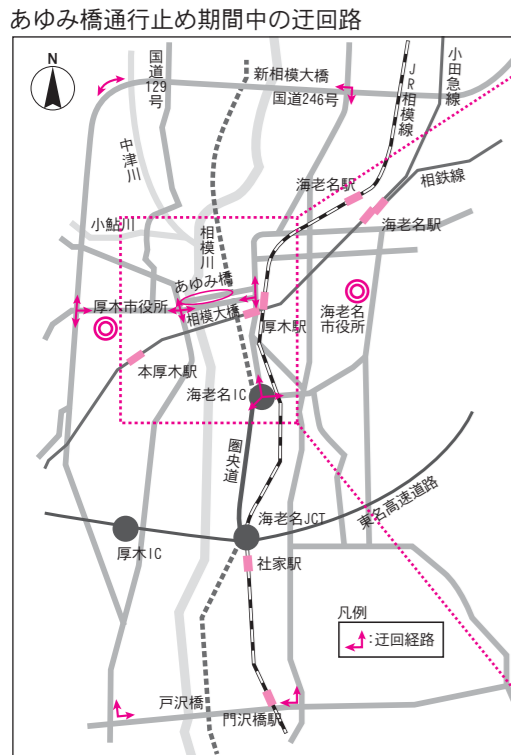 あゆみ橋通行止め期間中の迂回路
N
国道
129
号
新相模大橋
国道246号
JR相模線
小田急線
中津川
相鉄線
海老名駅
海老名駅
小鮎川
相模川
あゆみ橋
厚木市役所
相模大橋
厚木駅
海老名
市役所
本厚木駅
海老名IC
圏央道
東名高速道路
海老名JCT
厚木IC
社家駅
凡例
:迂回経路
戸沢橋
門沢橋駅